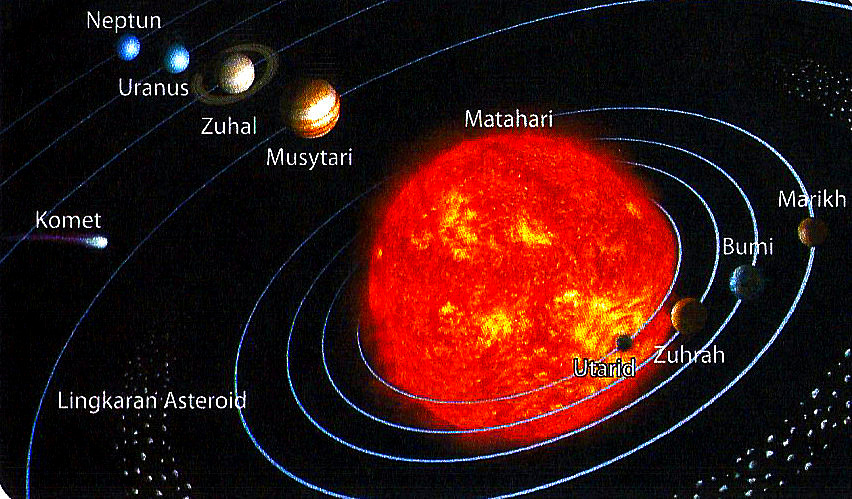 Neptun
Uranus
Zuhal
Musytari
Matahari
Marikh
Komet
Bumi
Zuhrah
Utarid
Lingkaran Asteroid